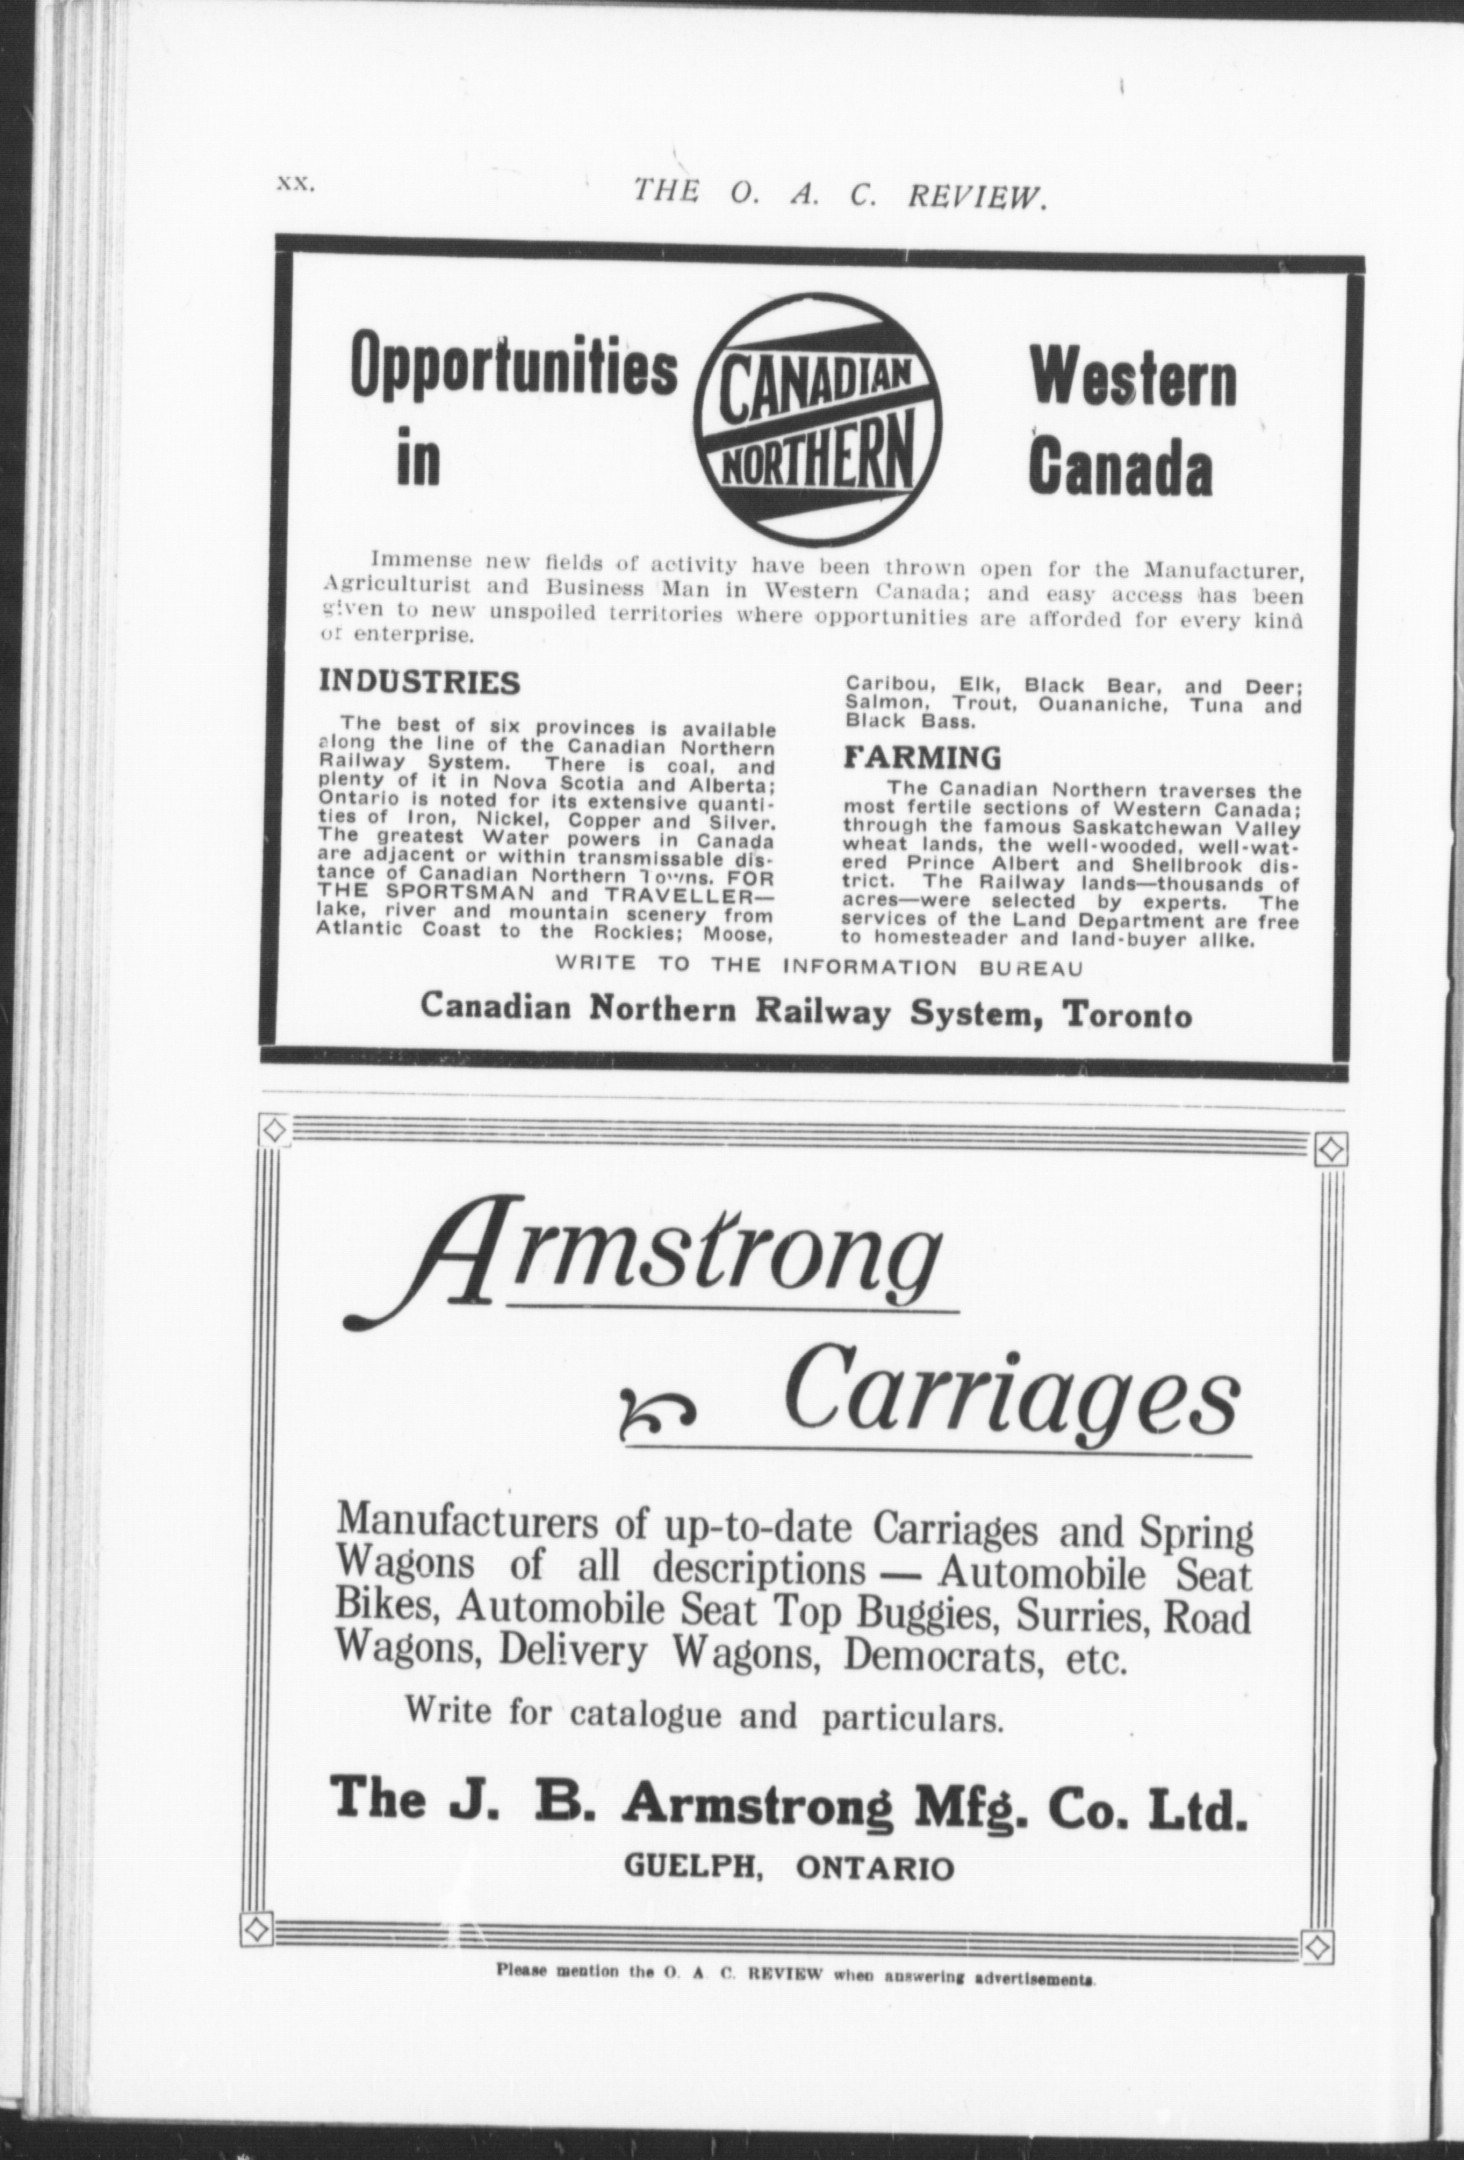 xx.
THE O. A. C. REVIEW.
Opportunities
in
CANADIAN
NORTHERN
Western
Canada
Immense new fields of activity have been thrown open for the Manufacturer,
Agriculturist and Business Man in Western Canada; and easy access has been
given to new unspoiled territories where opportunities are afforded for every kind
of enterprise.
INDUSTRIES
The best of six provinces is available
along the line of the Canadian Northern
Railway System. There is coal, and
plenty of it in Nova Scotia and Alberta;
Ontario is noted for its extensive quanti-
ties of Iron, Nickel, Copper and Silver.
The greatest Water powers in Canada
are adjacent or within transmissable dis-
tance of Canadian Northern Towns. FOR
THE SPORTSMAN and TRAVELLER—
lake, river and mountain scenery from
Atlantic Coast to the Rockies; Moose,
Caribou, Elk, Black Bear, and Deer;
Salmon, Trout, Ouananiche, Tuna and
Black Bass.
FARMING
The Canadian Northern traverses the
most fertile sections of Western Canada;
through the famous Saskatchewan Valley
wheat lands, the well-wooded, well-wat-
ered Prince Albert and Shellbrook dis-
trict. The Railway lands—thousands of
acres—were selected by experts. The
services of the Land Department are free
to homesteader and land-buyer alike.
WRITE TO THE INFORMATION BUREAU
Canadian Northern Railway System, Toronto
Armstrong
Carriages
Manufacturers of up-to-date Carriages and Spring
Wagons of all descriptions — Automobile Seat
Bikes, Automobile Seat Top Buggies, Surries, Road
Wagons, Delivery Wagons, Democrats, etc.
Write for catalogue and particulars.
The J. B. Armstrong Mfg. Co. Ltd.
GUELPH, ONTARIO
Please mention the O. A. C. REVIEW when answering advertisements.